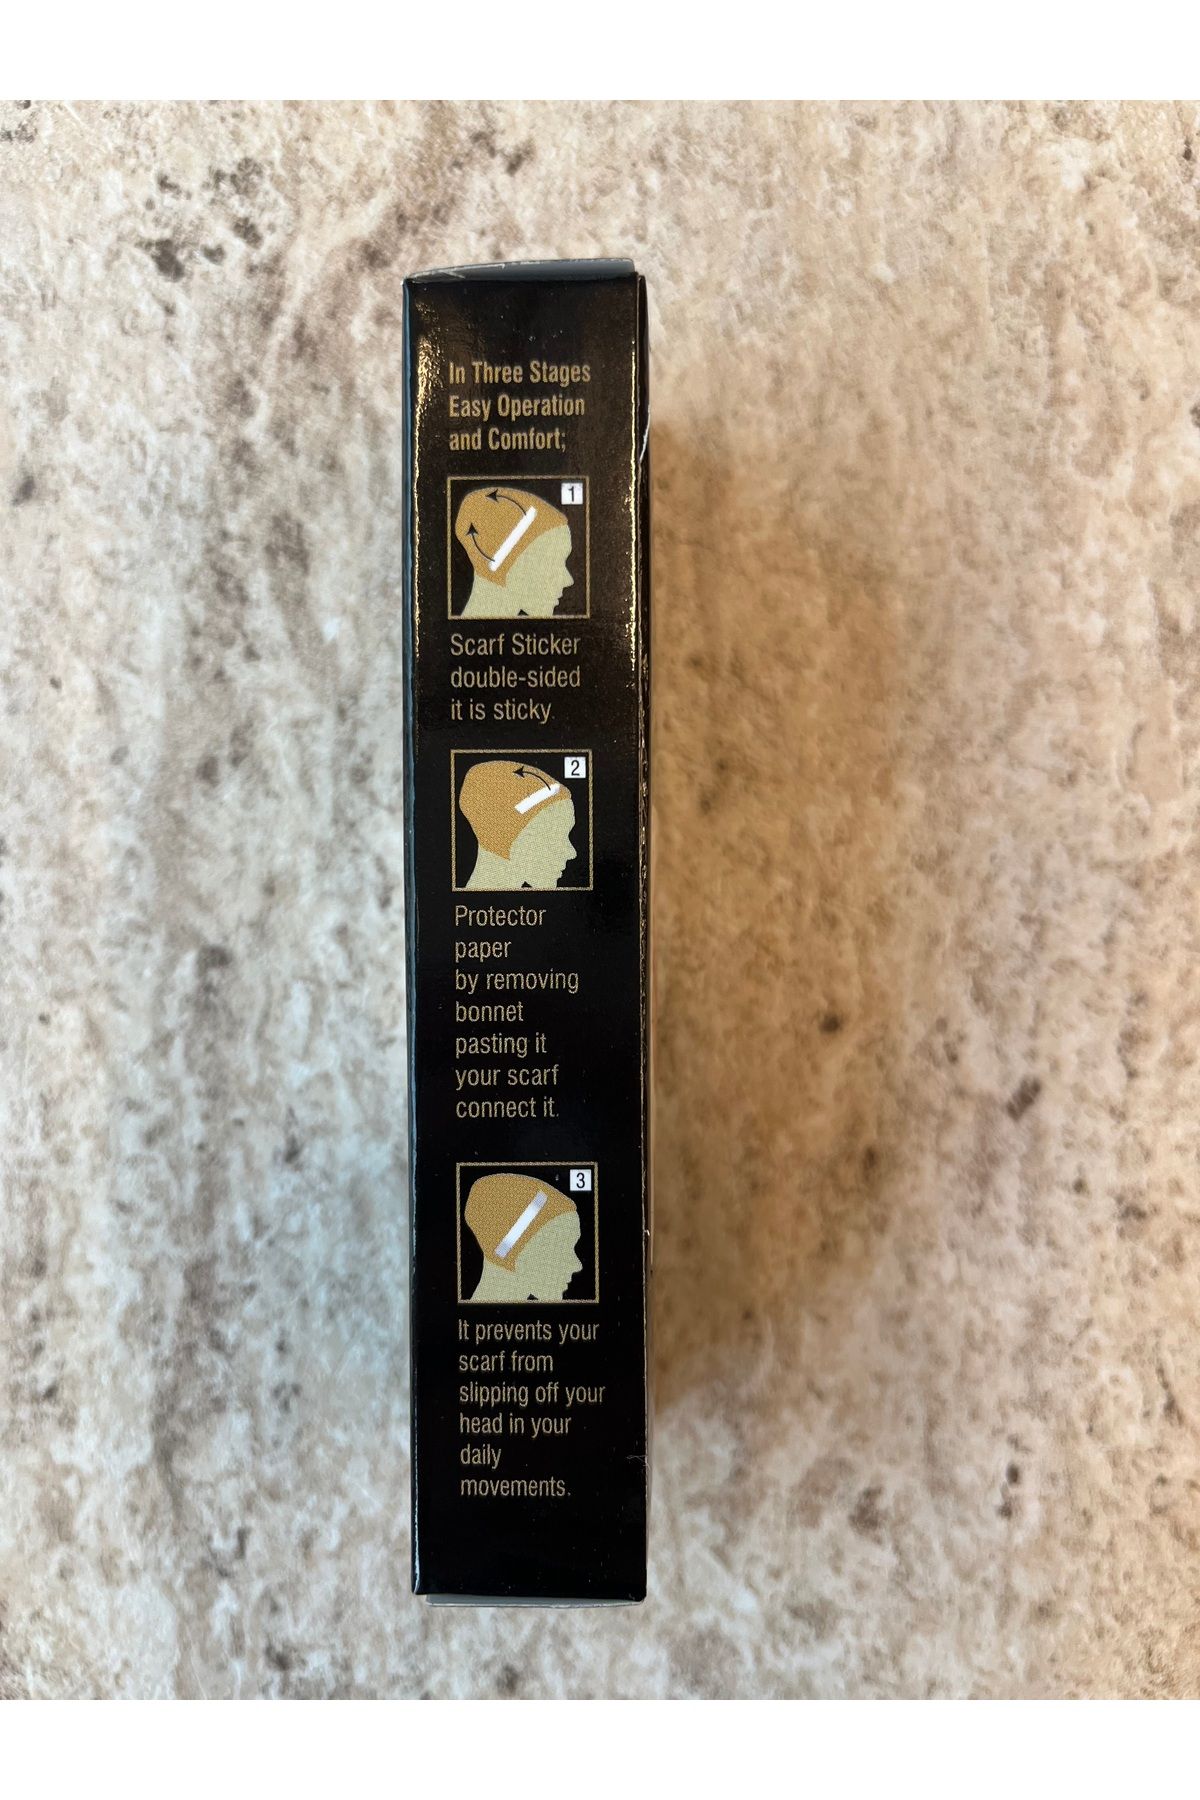 In Three Stages
Easy Operation
and Comfort;
1
Scarf Sticker
double-sided
it is sticky.
2
Protector
paper
by removing
bonnet
pasting it
your scarf
connect it.
3
It prevents your
scarf from
slipping off your
head in your
daily
movements.